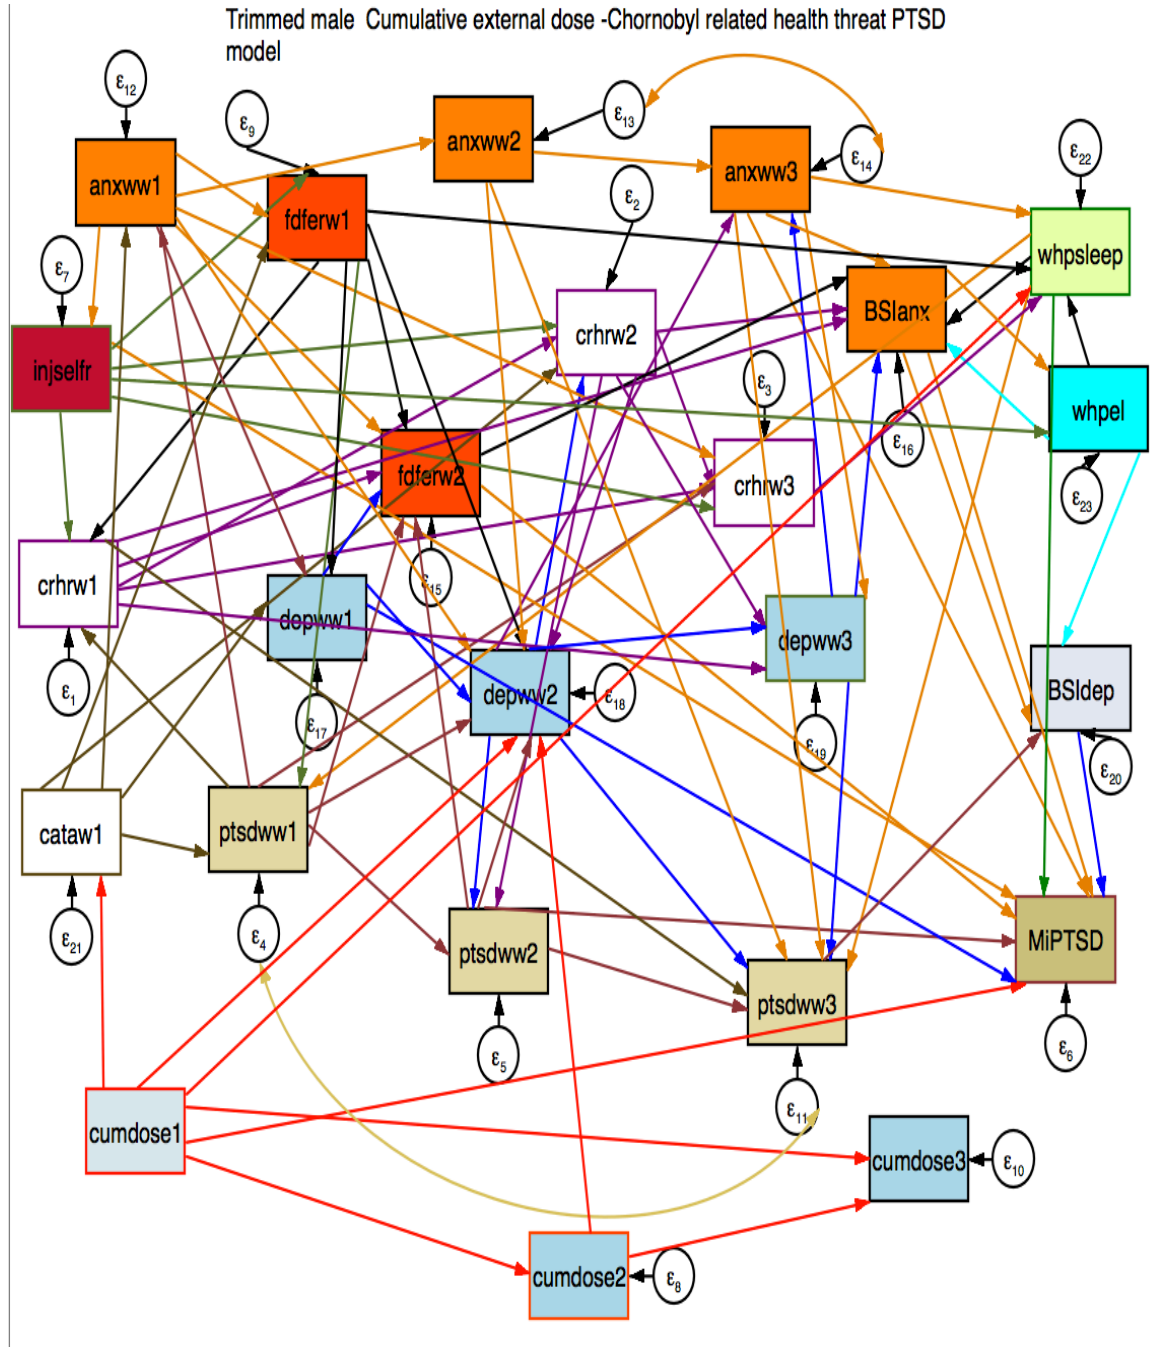 Trimmed male Cumulative external dose -Chornobyl related health threat PTSD
model
ε12
ε9
ε13
anxww2
ε14
anxww3
ε22
anxww1
fdferw1
ε2
whpsleep
ε7
BSIanx
crhrw2
injselfr
ε3
whpel
ε16
fdferw2
crhrw3
ε23
crhrw1
ε15
depww1
depww3
ε1
ε17
depww2
ε18
BSIdep
ε19
ε20
cataw1
ptsdww1
ε21
ε4
ptsdww2
MiPTSD
ptsdww3
ε5
ε6
ε11
cumdose1
cumdose3
ε10
cumdose2
ε8